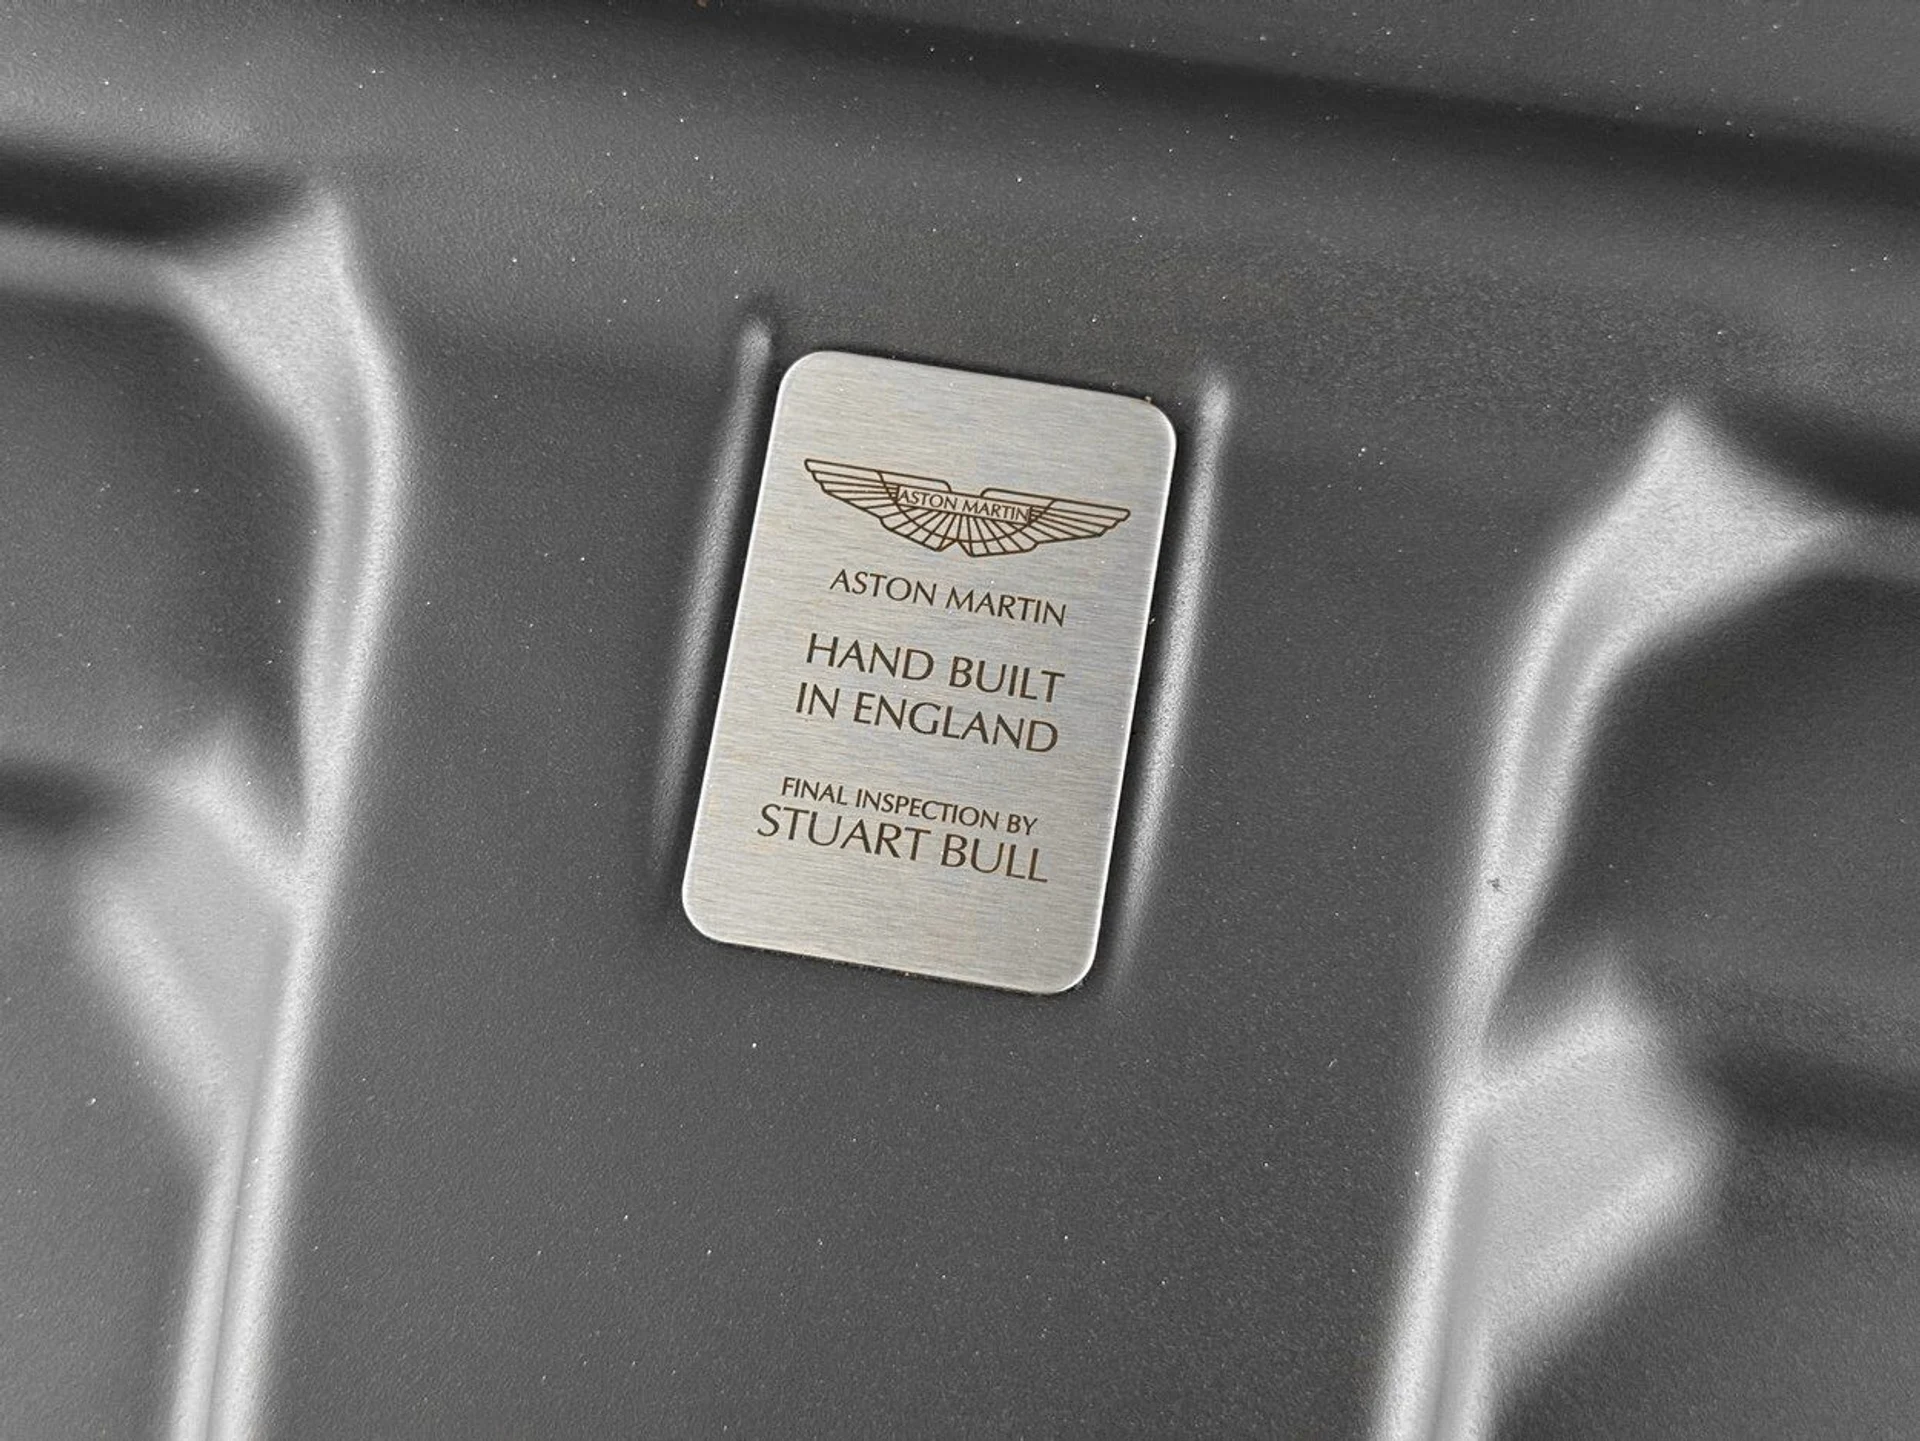 ASTON MARTIN
ASTON MARTIN
HAND BUILT
IN ENGLAND
FINAL INSPECTION BY
STUART BULL